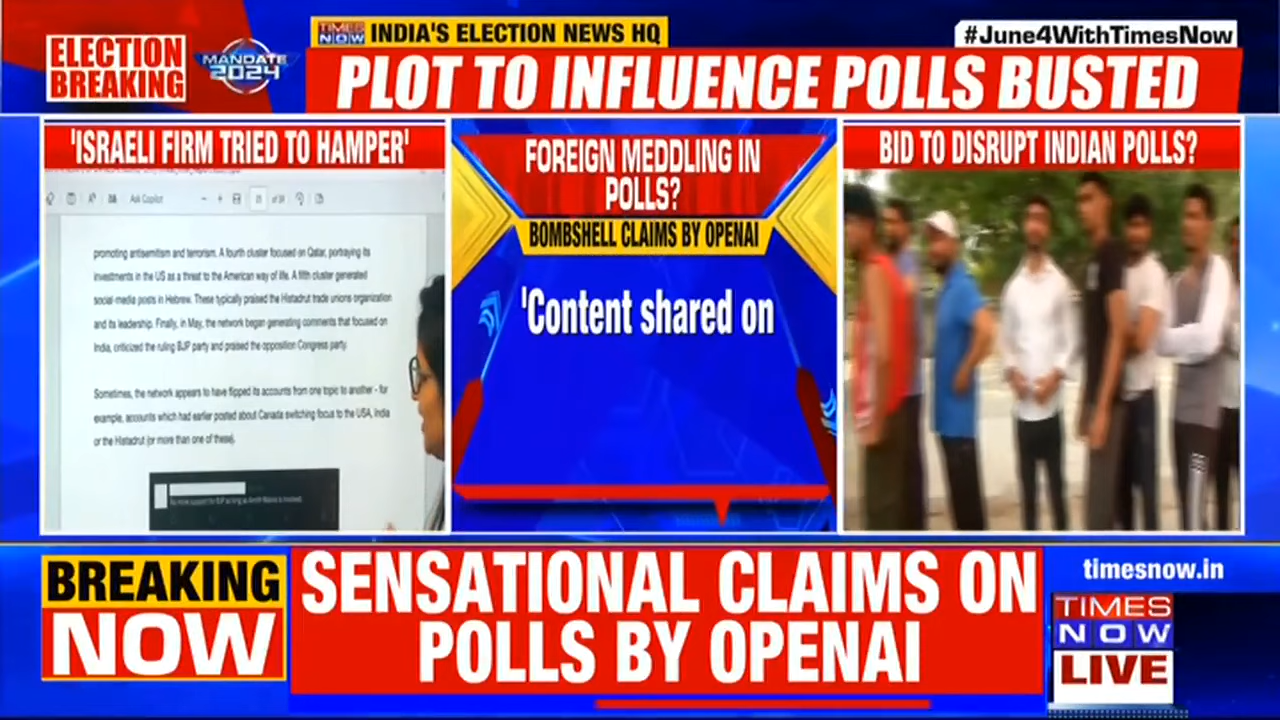 ELECTION
BREAKING
MANDATE
2024
TIMES
NOW
INDIA'S ELECTION NEWS HQ
#June4WithTimesNow
PLOT TO INFLUENCE POLLS BUSTED
'ISRAELI FIRM TRIED TO HAMPER'
Ask Copilot
promoting antisemitism and terrorism. A fourth cluster focused on Qatar, portraying its
investments in the US as a threat to the American way of life. A fifth cluster generated
social-media posts in Hebrew. These typically praised the Histadrut trade unions organization
and its leadership. Finally, in May, the network began generating comments that focused on
India, criticized the ruling BJP party and praised the opposition Congress party.
Sometimes, the network appears to have flipped its accounts from one topic to another - for
example, accounts which had earlier posted about Canada switching focus to the USA, India
or the Histadrut (or more than one of these).
FOREIGN MEDDLING IN
POLLS?
BOMBSHELL CLAIMS BY OPENAI
'Content shared on
BID TO DISRUPT INDIAN POLLS?
BREAKING
NOW
SENSATIONAL CLAIMS ON
POLLS BY OPENAI
timesnow.in
TIMES
NOW
LIVE